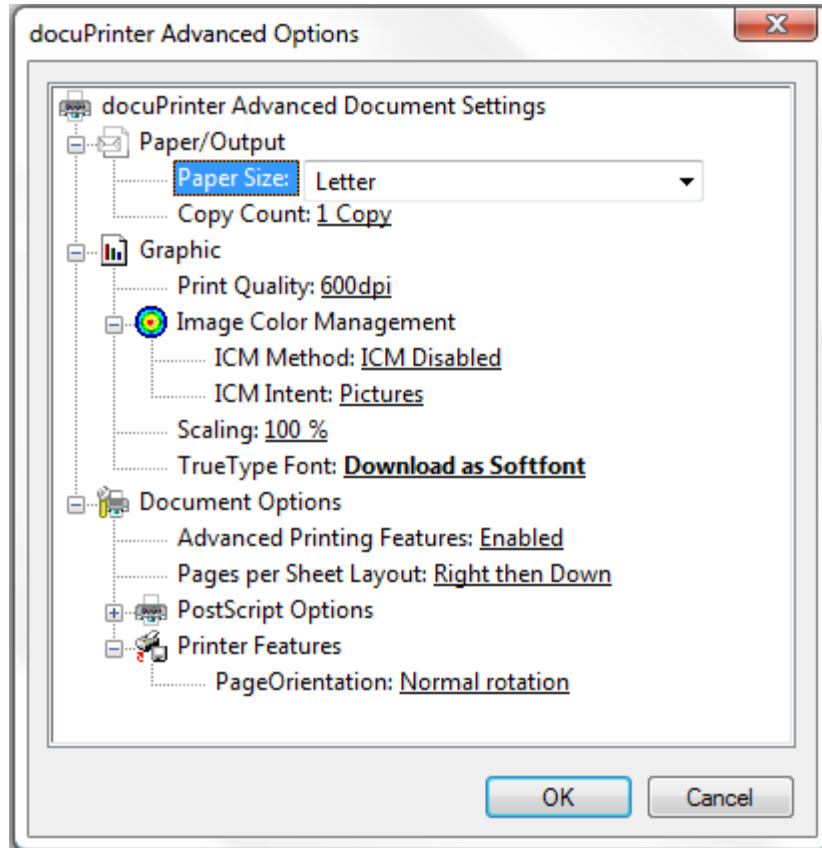 docuPrinter Advanced Options
docuPrinter Advanced Document Settings
Paper/Output
Paper Size: Letter
Copy Count: 1 Copy
Graphic
Print Quality: 600dpi
Image Color Management
ICM Method: ICM Disabled
ICM Intent: Pictures
Scaling: 100 %
TrueType Font: Download as Softfont
Document Options
Advanced Printing Features: Enabled
Pages per Sheet Layout: Right then Down
PostScript Options
Printer Features
PageOrientation: Normal rotation
OK Cancel